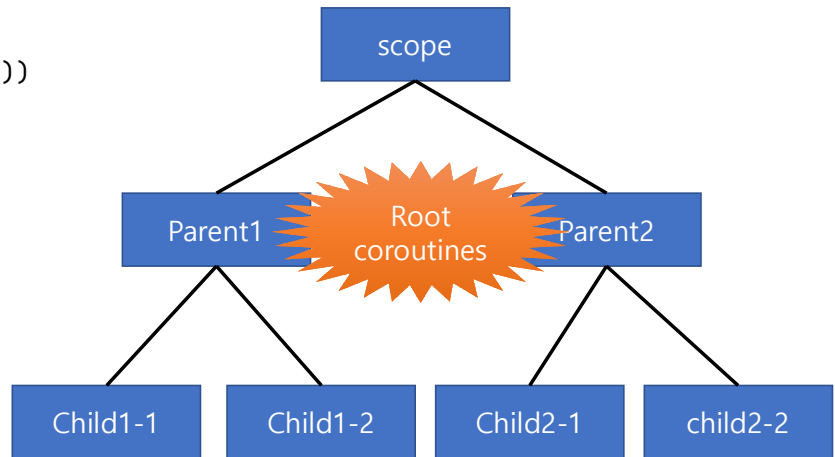 scope
))
Parent1
Root
coroutines
Parent2
Child1-1
Child1-2
Child2-1
child2-2